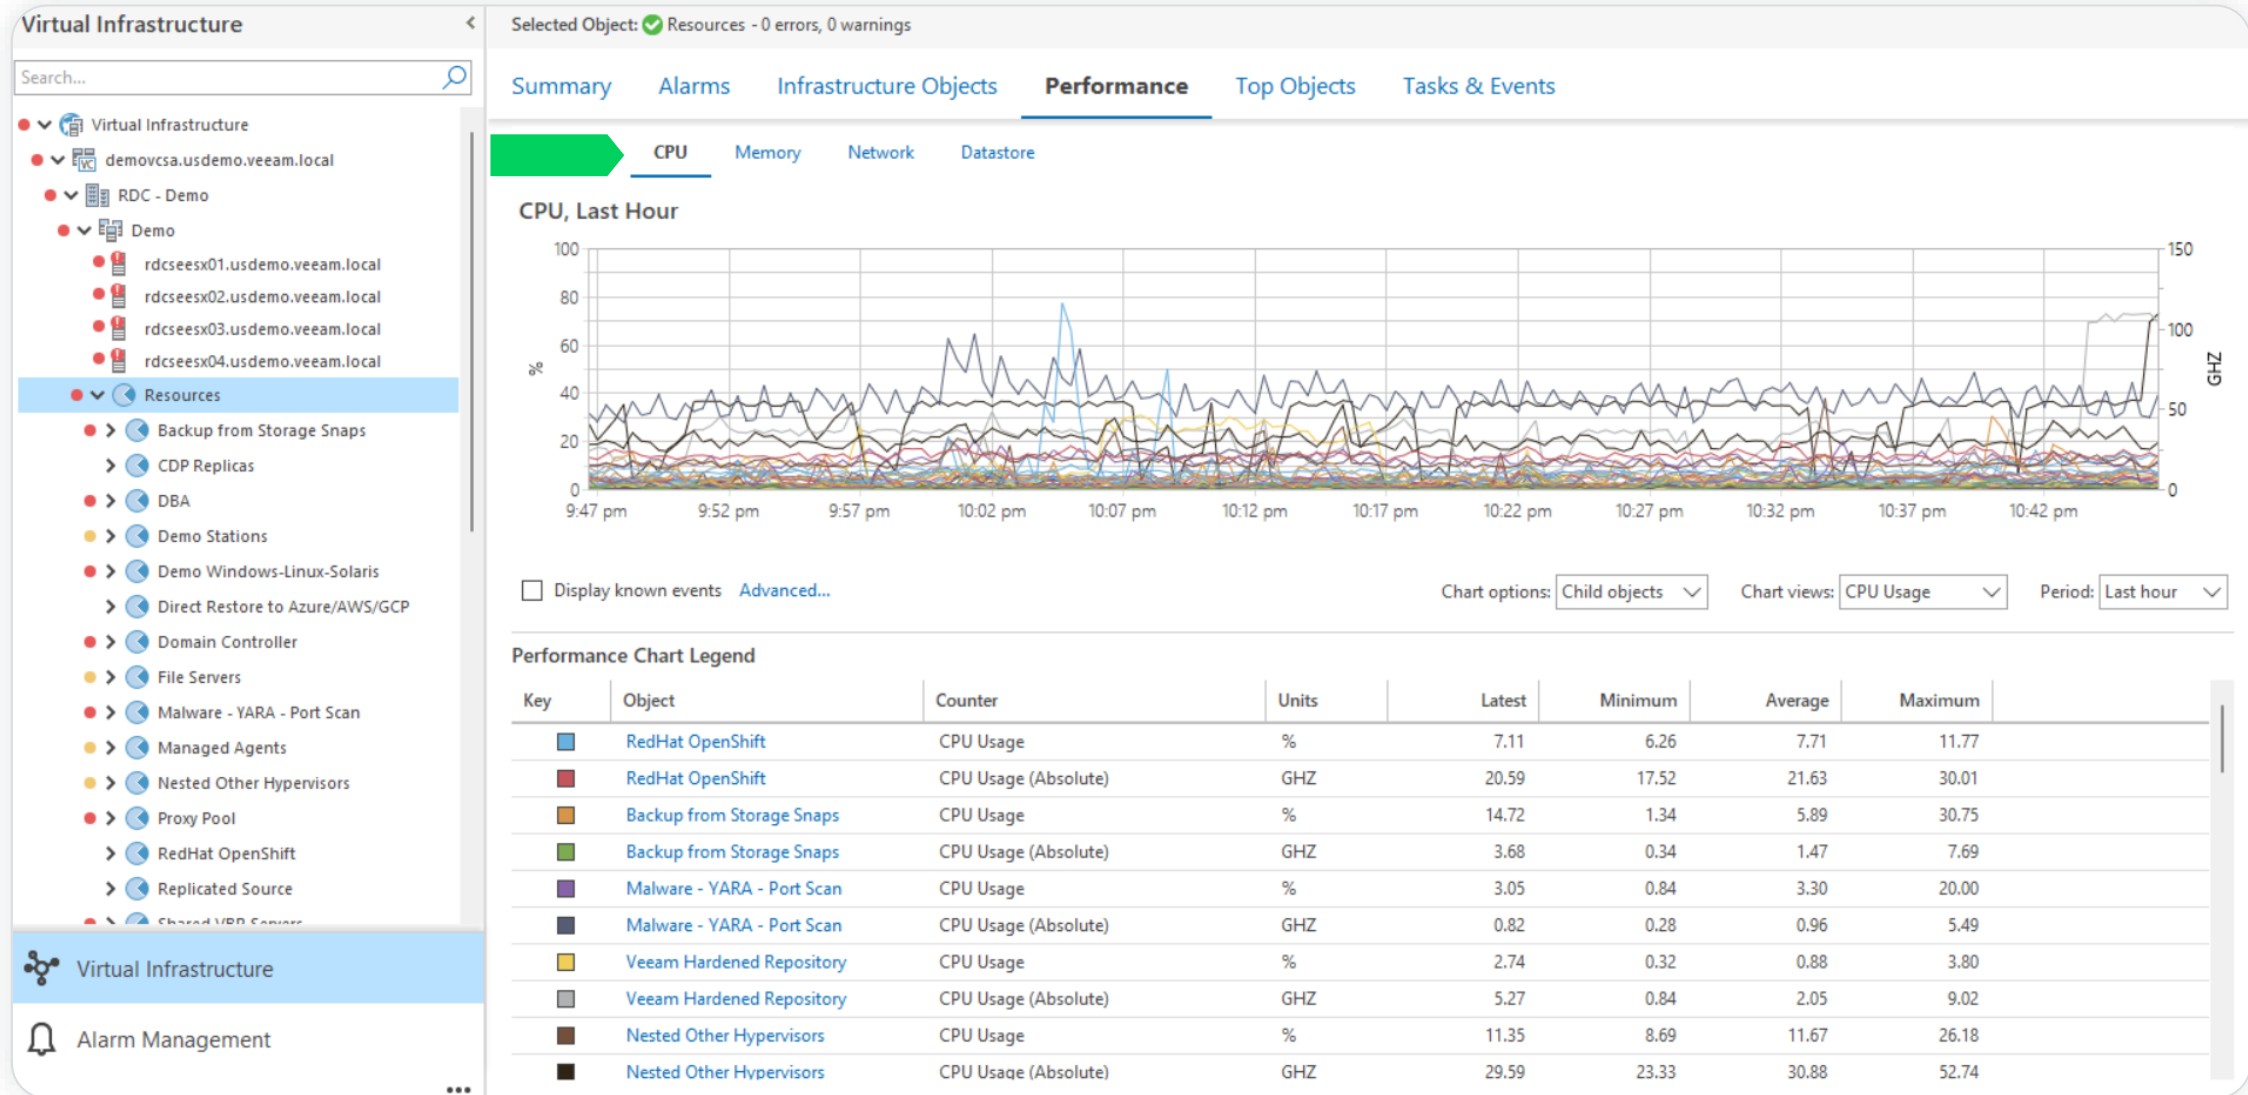 Virtual Infrastructure
Search...
Virtual Infrastructure
demovcsa.usdemo.veeam.local
RDC - Demo
Demo
rdcseesx01.usdemo.veeam.local
rdcseesx02.usdemo.veeam.local
rdcseesx03.usdemo.veeam.local
rdcseesx04.usdemo.veeam.local
Resources
Backup from Storage Snaps
CDP Replicas
DBA
Demo Stations
Demo Windows-Linux-Solaris
Direct Restore to Azure/AWS/GCP
Domain Controller
File Servers
Malware - YARA - Port Scan
Managed Agents
Nested Other Hypervisors
Proxy Pool
RedHat OpenShift
Replicated Source
Shared VBR Servers
Virtual Infrastructure
Alarm Management
Selected Object: Resources - 0 errors, 0 warnings
Summary Alarms Infrastructure Objects Performance Top Objects Tasks & Events
CPU Memory Network Datastore
CPU, Last Hour
100 150
80
100
60
% GHZ
40
50
20
0 0
9:47 pm 9:52 pm 9:57 pm 10:02 pm 10:07 pm 10:12 pm 10:17 pm 10:22 pm 10:27 pm 10:32 pm 10:37 pm 10:42 pm
Display known events Advanced... Chart options: Child objects Chart views: CPU Usage Period: Last hour
Performance Chart Legend
Key Object Counter Units Latest Minimum Average Maximum
RedHat OpenShift CPU Usage % 7.11 6.26 7.71 11.77
RedHat OpenShift CPU Usage (Absolute) GHZ 20.59 17.52 21.63 30.01
Backup from Storage Snaps CPU Usage % 14.72 1.34 5.89 30.75
Backup from Storage Snaps CPU Usage (Absolute) GHZ 3.68 0.34 1.47 7.69
Malware - YARA - Port Scan CPU Usage % 3.05 0.84 3.30 20.00
Malware - YARA - Port Scan CPU Usage (Absolute) GHZ 0.82 0.28 0.96 5.49
Veeam Hardened Repository CPU Usage % 2.74 0.32 0.88 3.80
Veeam Hardened Repository CPU Usage (Absolute) GHZ 5.27 0.84 2.05 9.02
Nested Other Hypervisors CPU Usage % 11.35 8.69 11.67 26.18
Nested Other Hypervisors CPU Usage (Absolute) GHZ 29.59 23.33 30.88 52.74